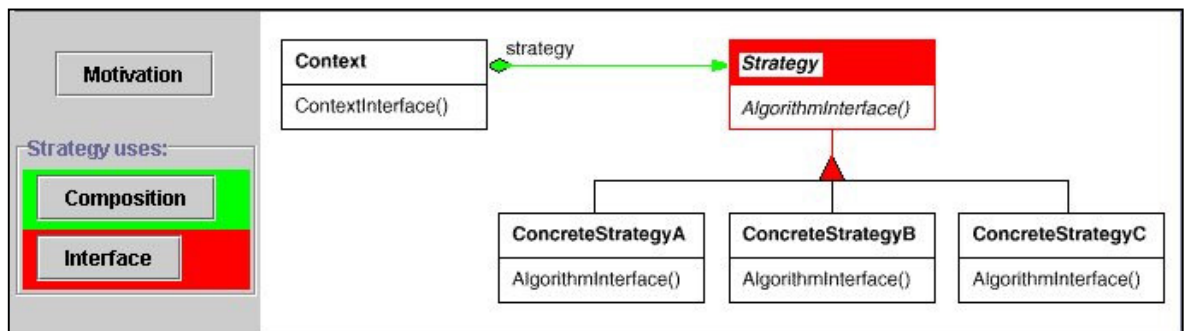 Motivation
Strategy uses:
Composition
Interface
Context
ContextInterface()
strategy
Strategy
AlgorithmInterface()
ConcreteStrategyA
AlgorithmInterface()
ConcreteStrategyB
AlgorithmInterface()
ConcreteStrategyC
AlgorithmInterface()